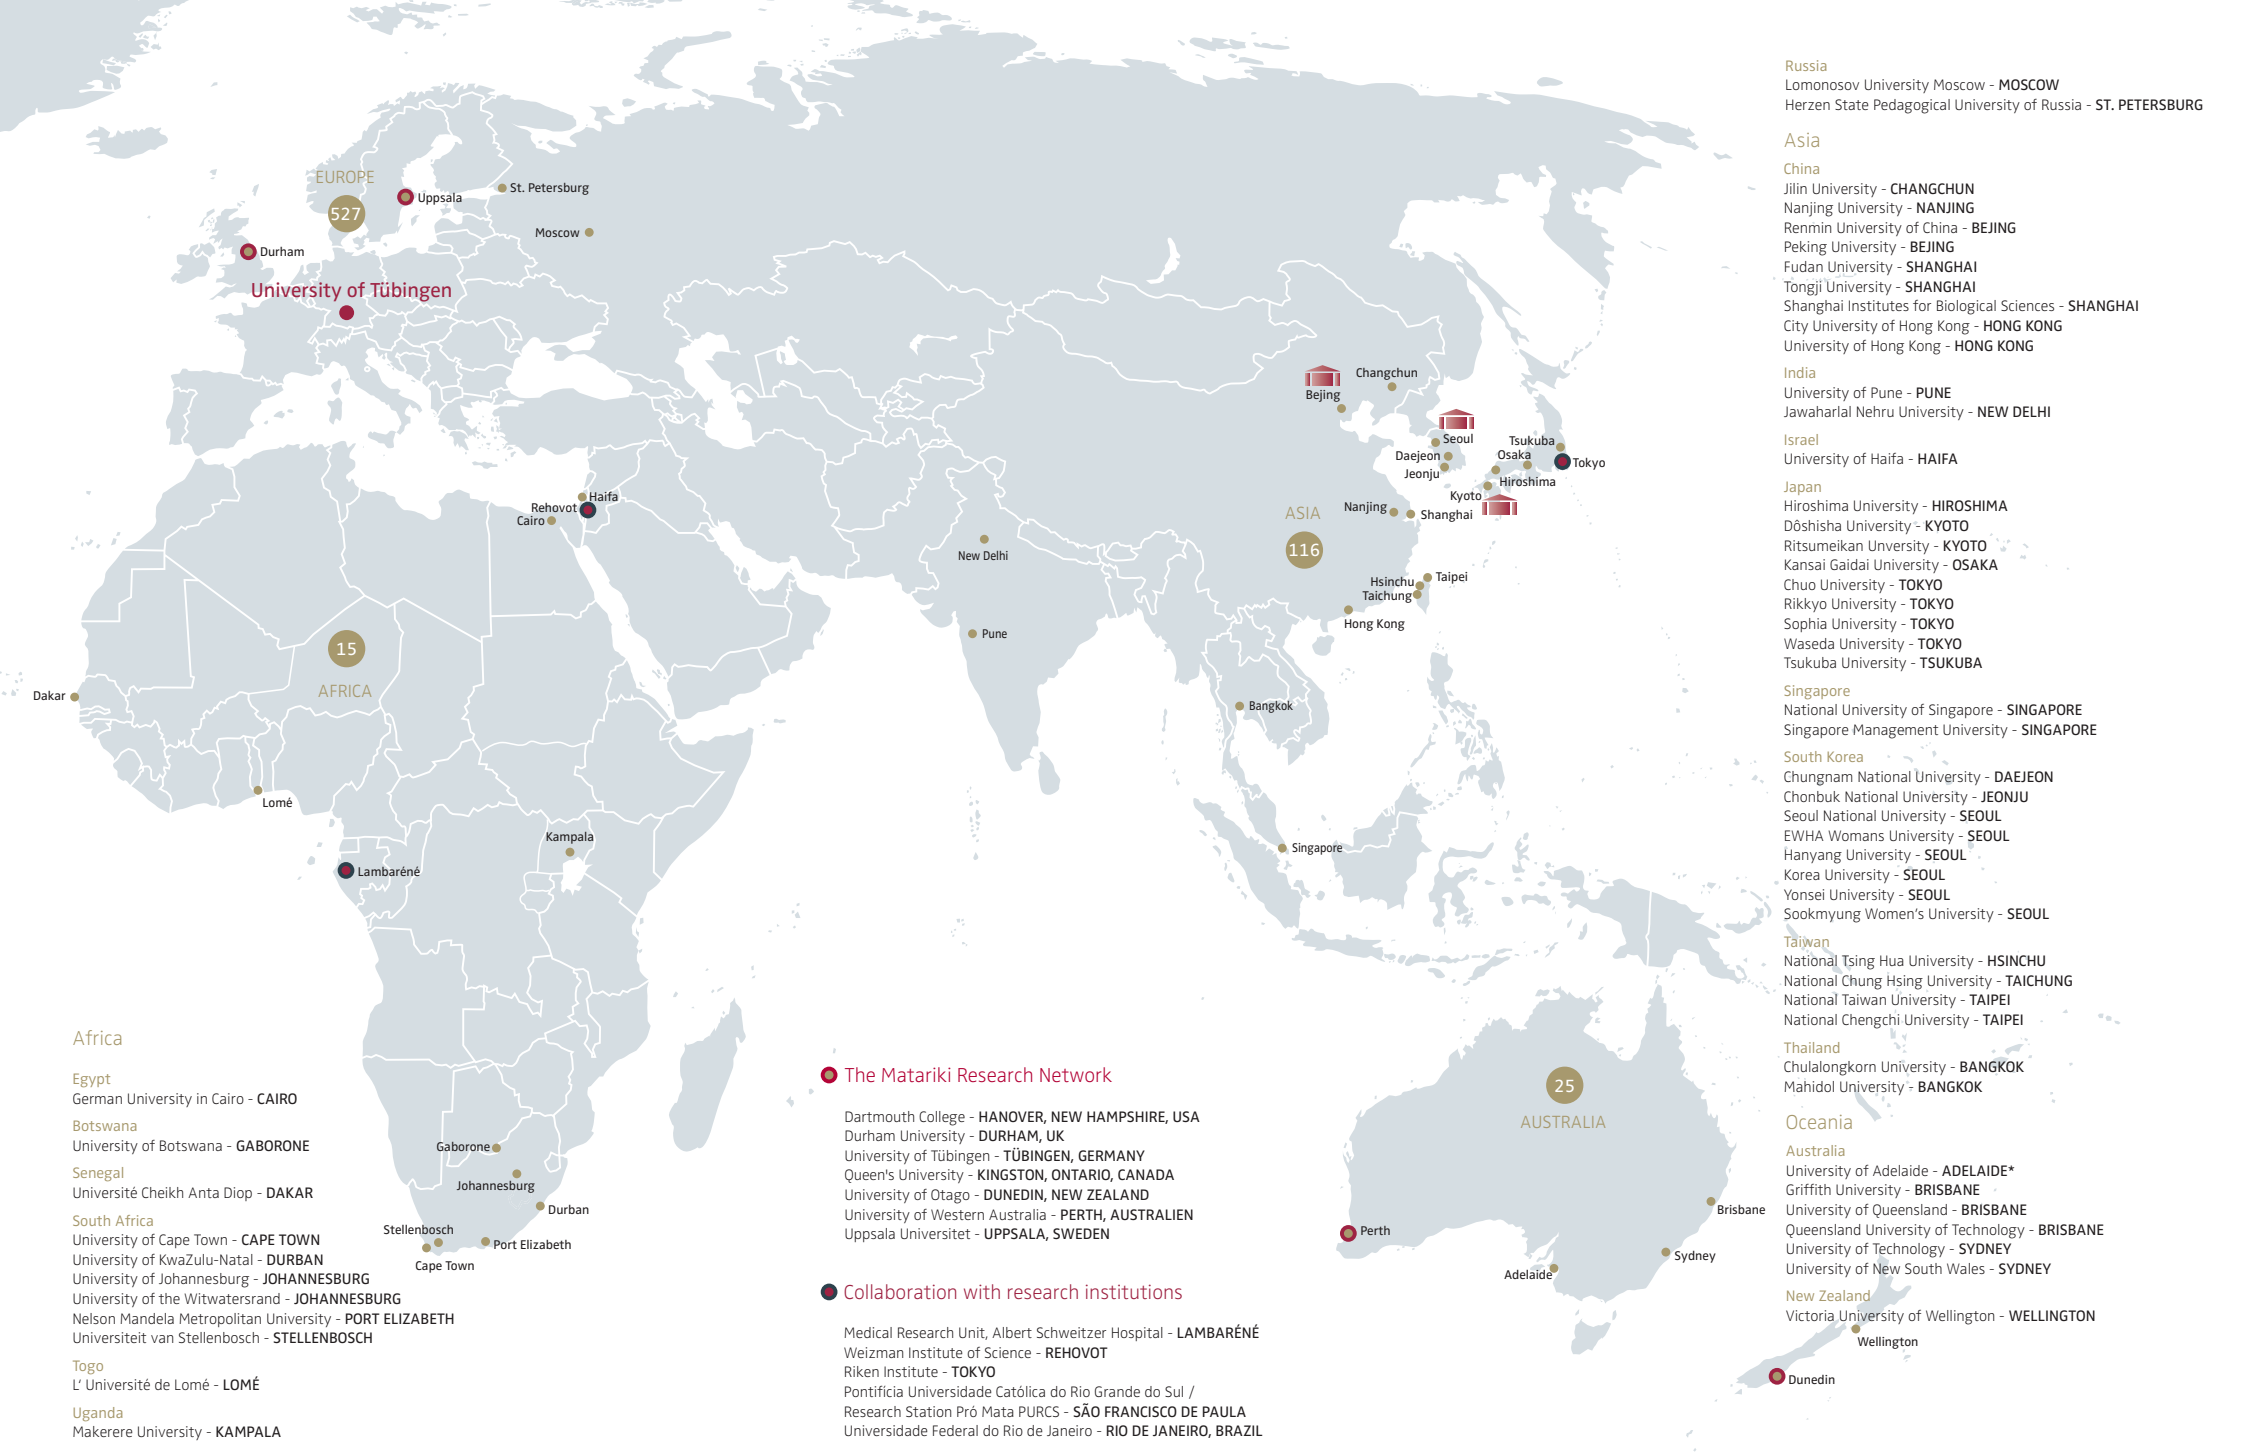 EUROPE
527
Uppsala
St. Petersburg
Moscow
Durham
University of Tübingen
Bejing
Changchun
Seoul
Daejeon
Jeonju
Tsukuba
Osaka
Tokyo
Hiroshima
Kyoto
Nanjing
Shanghai
Haifa
Rehovot
Cairo
ASIA
116
New Delhi
Taipei
Hsinchu
Taichung
Hong Kong
Pune
15
AFRICA
Dakar
Bangkok
Lomé
Kampala
Singapore
Lambaréné
Gaborone
Johannesburg
Durban
Stellenbosch
Port Elizabeth
Cape Town
25
AUSTRALIA
Perth
Brisbane
Sydney
Adelaide
Wellington
Dunedin
Africa
Egypt
German University in Cairo - CAIRO
Botswana
University of Botswana - GABORONE
Senegal
Université Cheikh Anta Diop - DAKAR
South Africa
University of Cape Town - CAPE TOWN
University of KwaZulu-Natal - DURBAN
University of Johannesburg - JOHANNESBURG
University of the Witwatersrand - JOHANNESBURG
Nelson Mandela Metropolitan University - PORT ELIZABETH
Universiteit van Stellenbosch - STELLENBOSCH
Togo
L‘ Université de Lomé - LOMÉ
Uganda
Makerere University - KAMPALA
The Matariki Research Network
Dartmouth College - HANOVER, NEW HAMPSHIRE, USA
Durham University - DURHAM, UK
University of Tübingen - TÜBINGEN, GERMANY
Queen's University - KINGSTON, ONTARIO, CANADA
University of Otago - DUNEDIN, NEW ZEALAND
University of Western Australia - PERTH, AUSTRALIEN
Uppsala Universitet - UPPSALA, SWEDEN
Collaboration with research institutions
Medical Research Unit, Albert Schweitzer Hospital - LAMBARÉNÉ
Weizman Institute of Science - REHOVOT
Riken Institute - TOKYO
Pontifícia Universidade Católica do Rio Grande do Sul /
Research Station Pró Mata PURCS - SÃO FRANCISCO DE PAULA
Universidade Federal do Rio de Janeiro - RIO DE JANEIRO, BRAZIL
Russia
Lomonosov University Moscow - MOSCOW
Herzen State Pedagogical University of Russia - ST. PETERSBURG
Asia
China
Jilin University - CHANGCHUN
Nanjing University - NANJING
Renmin University of China - BEJING
Peking University - BEJING
Fudan University - SHANGHAI
Tongji University - SHANGHAI
Shanghai Institutes for Biological Sciences - SHANGHAI
City University of Hong Kong - HONG KONG
University of Hong Kong - HONG KONG
India
University of Pune - PUNE
Jawaharlal Nehru University - NEW DELHI
Israel
University of Haifa - HAIFA
Japan
Hiroshima University - HIROSHIMA
Dôshisha University - KYOTO
Ritsumeikan Unversity - KYOTO
Kansai Gaidai University - OSAKA
Chuo University - TOKYO
Rikkyo University - TOKYO
Sophia University - TOKYO
Waseda University - TOKYO
Tsukuba University - TSUKUBA
Singapore
National University of Singapore - SINGAPORE
Singapore Management University - SINGAPORE
South Korea
Chungnam National University - DAEJEON
Chonbuk National University - JEONJU
Seoul National University - SEOUL
EWHA Womans University - SEOUL
Hanyang University - SEOUL
Korea University - SEOUL
Yonsei University - SEOUL
Sookmyung Women’s University - SEOUL
Taiwan
National Tsing Hua University - HSINCHU
National Chung Hsing University - TAICHUNG
National Taiwan University - TAIPEI
National Chengchi University - TAIPEI
Thailand
Chulalongkorn University - BANGKOK
Mahidol University - BANGKOK
Oceania
Australia
University of Adelaide - ADELAIDE*
Griffith University - BRISBANE
University of Queensland - BRISBANE
Queensland University of Technology - BRISBANE
University of Technology - SYDNEY
University of New South Wales - SYDNEY
New Zealand
Victoria University of Wellington - WELLINGTON